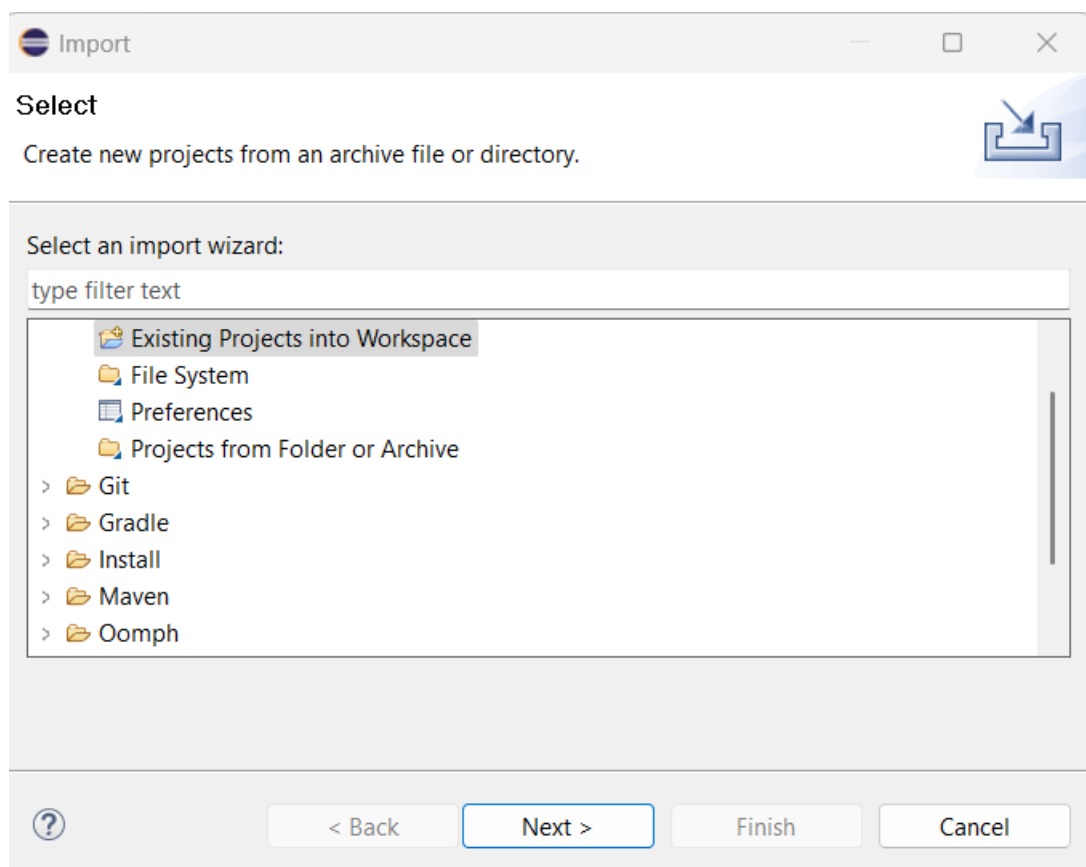 Import
Select
Create new projects from an archive file or directory.
Select an import wizard:
type filter text
Existing Projects into Workspace
File System
Preferences
Projects from Folder or Archive
Git
Gradle
Install
Maven
Oomph
? < Back Next > Finish Cancel